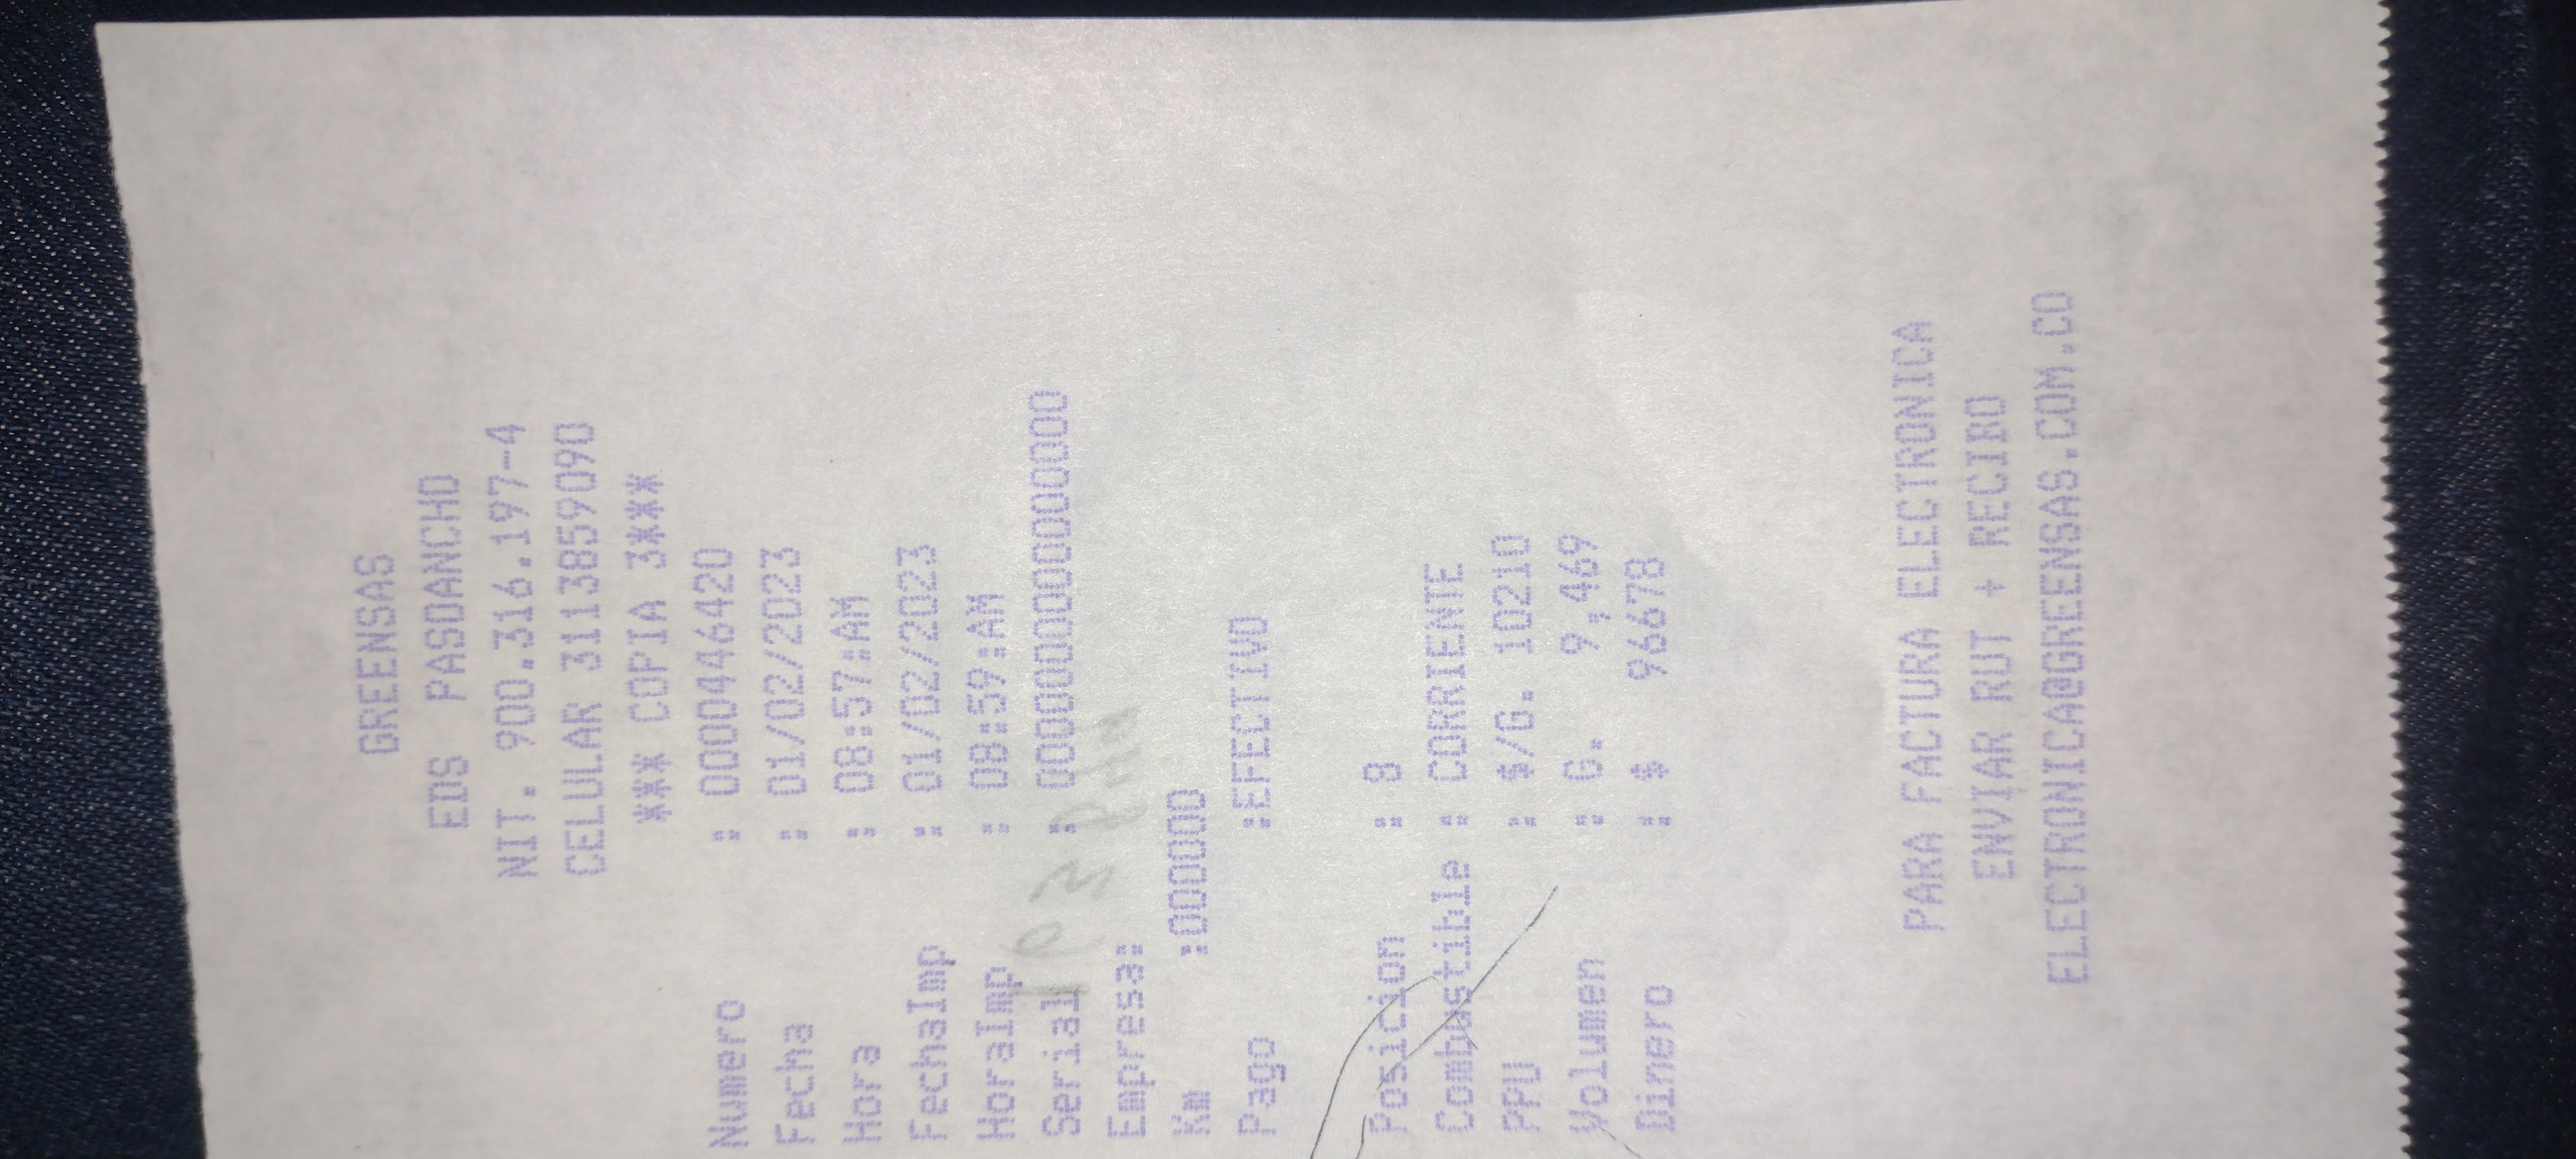 GREENSAS
EDS PASOANCHO
NIT. 900.316.197-4
CELULAR 3113859090
*** COPIA 3***
Numero : 000446420
Fecha : 01/02/2023
Hora : 08:57:AM
FechaImp : 01/02/2023
HoraImp : 08:59:AM
Serial : 0000000000000000
Empresa:
Km :000000
Pago :EFECTIVO
Posicion : 8
Combustible : CORRIENTE
PPU : $/G. 10210
Volumen : G. 9,469
Dinero : $ 96678
PARA FACTURA ELECTRONICA
ENVIAR RUT + RECIBO
ELECTRONICA@GREENSAS.COM.CO